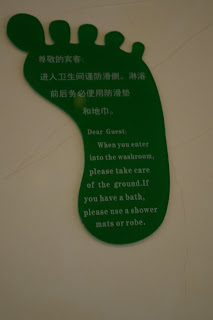 尊敬的宾客:
进入卫生间谨防滑倒。淋浴
前后务必使用防滑垫
和地巾。
Dear Guest,
When you enter
into the waskroom,
please take care
of the ground.If
you have a bath,
please use a shower
mats or robe.